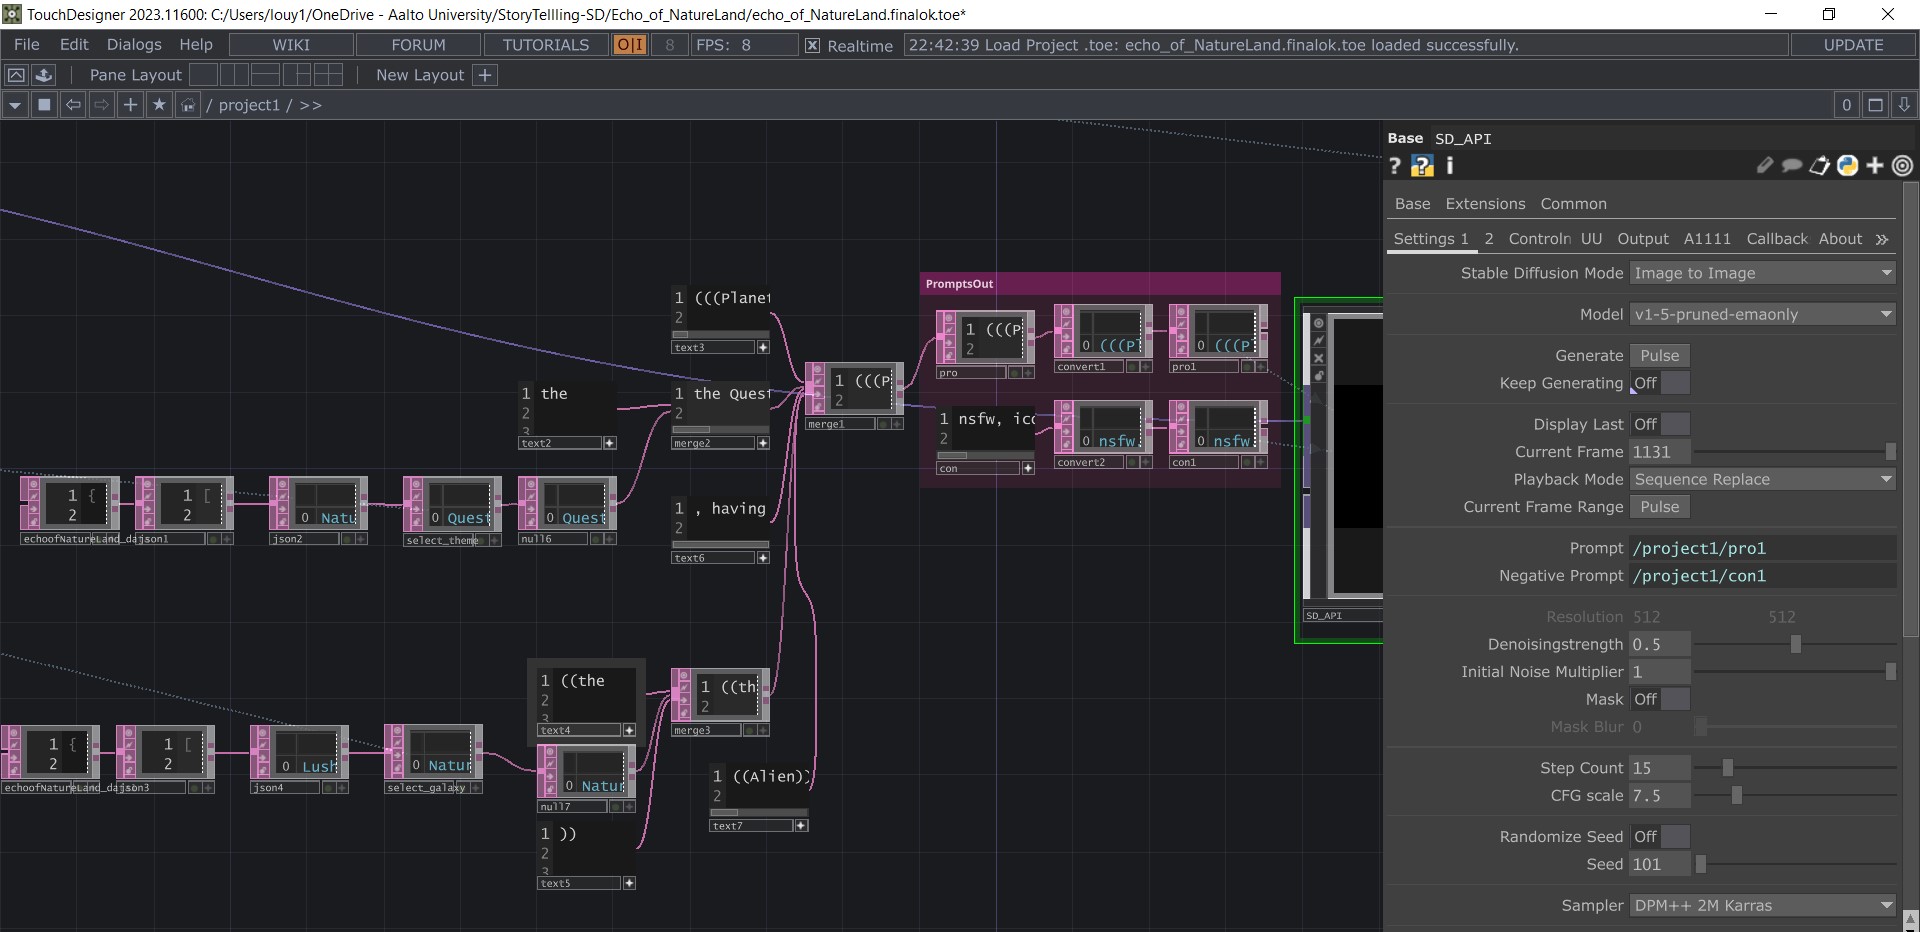 TouchDesigner 2023.11600: C:/Users/louy1/OneDrive - Aalto University/StoryTellling-SD/Echo_of_NatureLand/echo_of_NatureLand.finalok.toe*
File Edit Dialogs Help WIKI FORUM TUTORIALS O|I 8 FPS: 8 Realtime 22:42:39 Load Project .toe: echo_of_NatureLand.finalok.toe loaded successfully. UPDATE
Pane Layout New Layout +
/ project1 / >> 0
Base SD_API
Base Extensions Common
Settings 1 2 Controln UU Output A1111 Callback About
Stable Diffusion Mode Image to Image
Model v1-5-pruned-emaonly
Generate Pulse
Keep Generating Off
Display Last Off
Current Frame 1131
Playback Mode Sequence Replace
Current Frame Range Pulse
Prompt /project1/pro1
Negative Prompt /project1/con1
Resolution 512 512
Denoisingstrength 0.5
Initial Noise Multiplier 1
Mask Off
Mask Blur 0
Step Count 15
CFG scale 7.5
Randomize Seed Off
Seed 101
Sampler DPM++ 2M Karras
PromptsOut
1 (((Planet
2
text3
1 (((P
2
pro
0 (((P
convert1
0 (((P
pro1
1 (((P
2
merge1
1 the
2
3
text2
1 the Quest
2
merge2
1 nsfw, ico
2
con
0 nsfw,
convert2
0 nsfw
con1
1 {
2
1 [
2
json1
0 Natu
json2
0 Quest
select_theme
0 Quest
null6
1 , having
2
text6
SD_API
1 ((the
2
3
text4
1 ((th
2
merge3
1 {
2
1 [
2
0 Lush
json4
0 Natur
select_galaxy
0 Natur
null7
1 ((Alien))
2
text7
1 ))
2
3
text5